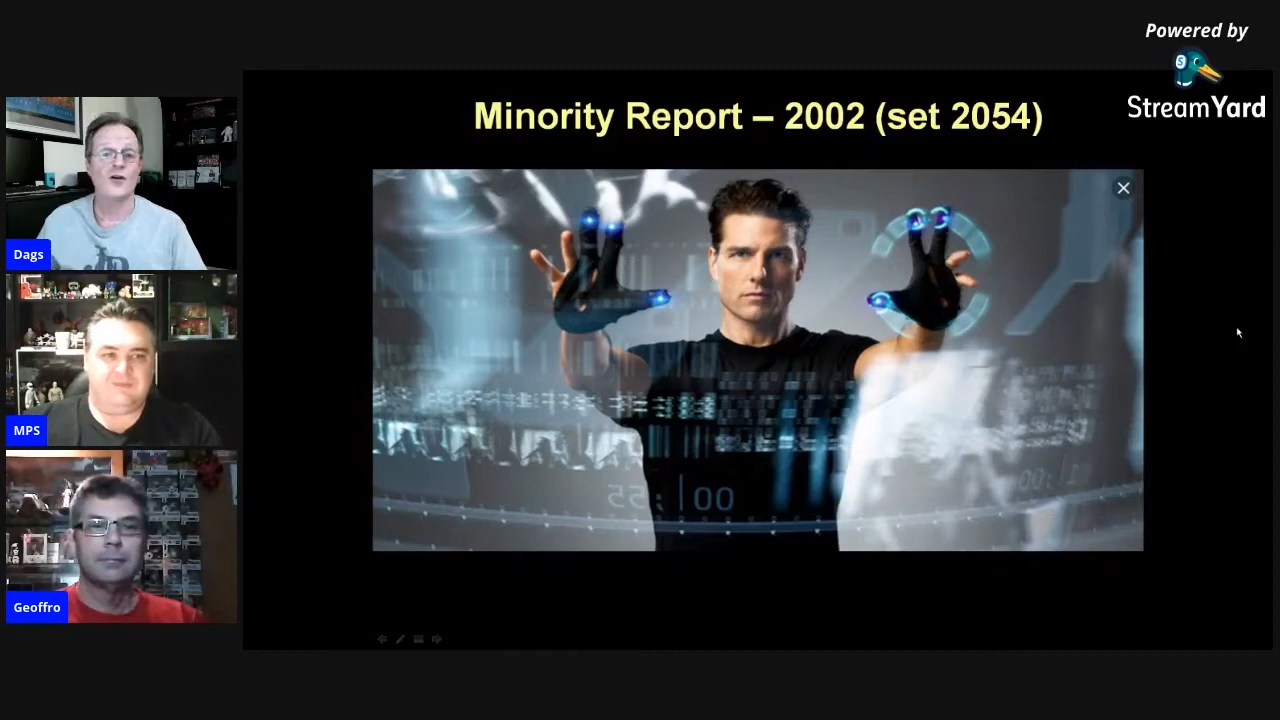 Powered by
StreamYard
Minority Report – 2002 (set 2054)
Dags
MPS
Geoffro